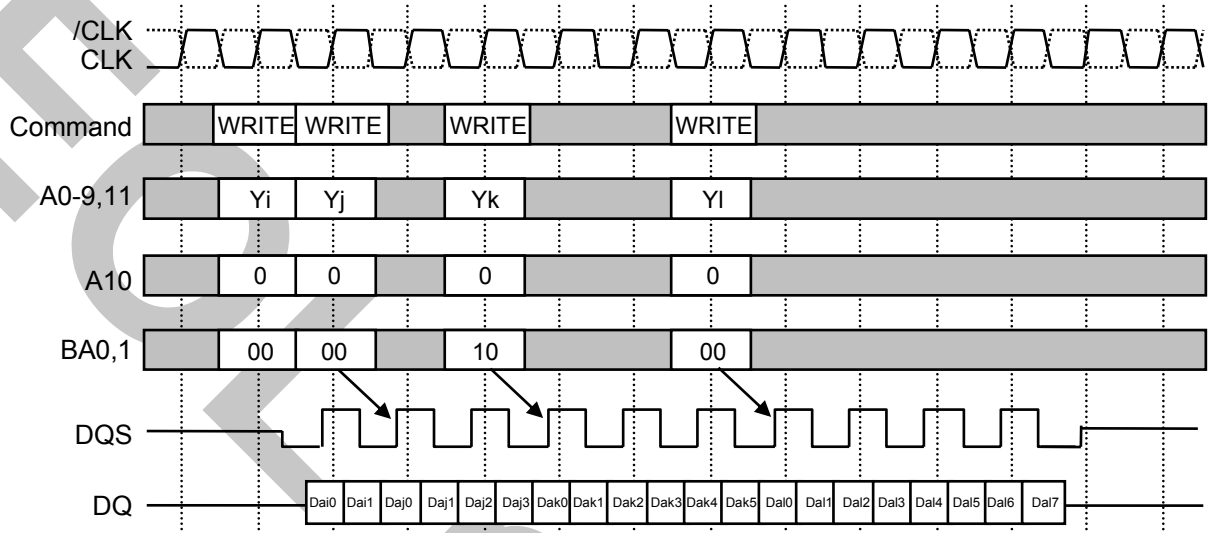 /CLK
CLK
Command WRITE WRITE WRITE WRITE
A0-9,11 Yi Yj Yk Yl
A10 0 0 0 0
BA0,1 00 00 10 00
DQS
DQ Dai0 Dai1 Daj0 Daj1 Daj2 Daj3 Dak0 Dak1 Dak2 Dak3 Dak4 Dak5 Dal0 Dal1 Dal2 Dal3 Dal4 Dal5 Dal6 Dal7